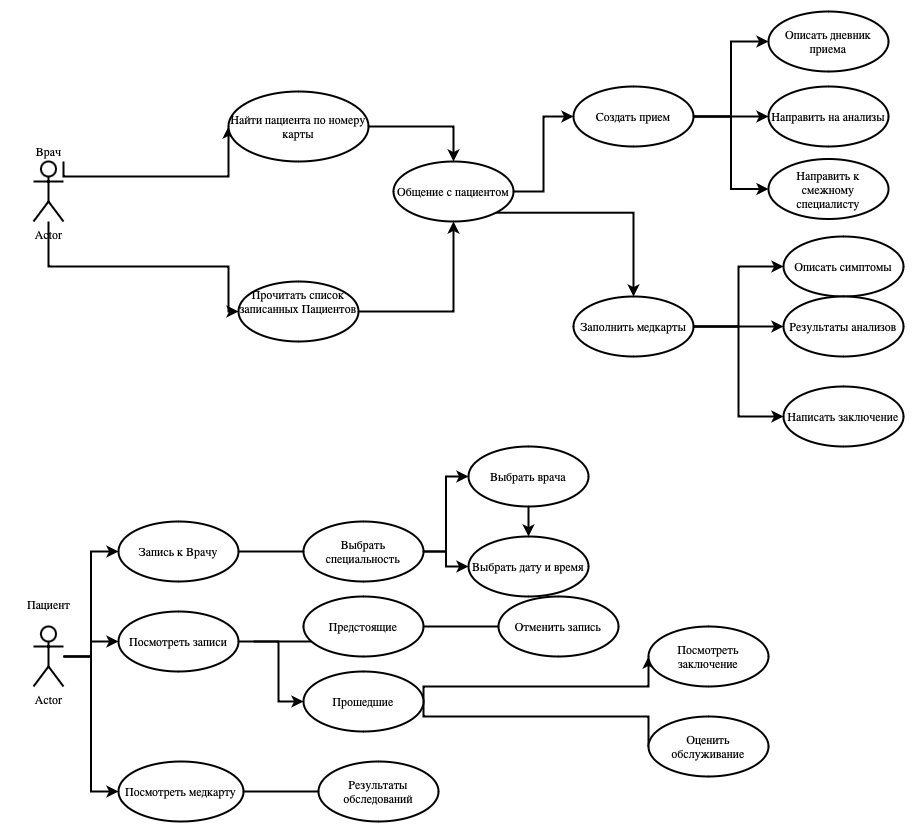 Описать дневник
приема
Найти пациента по номеру
карты
Создать прием
Направить на анализы
Врач
Общение с пациентом
Направить к
смежному
специалисту
Actor
Описать симптомы
Прочитать список
записанных Пациентов
Заполнить медкарты
Результаты анализов
Написать заключение
Выбрать врача
Запись к Врачу
Выбрать
специальность
Выбрать дату и время
Пациент
Посмотреть записи
Предстоящие
Отменить запись
Посмотреть
заключение
Actor
Прошедшие
Оценить
обслуживание
Посмотреть медкарту
Результаты
обследований